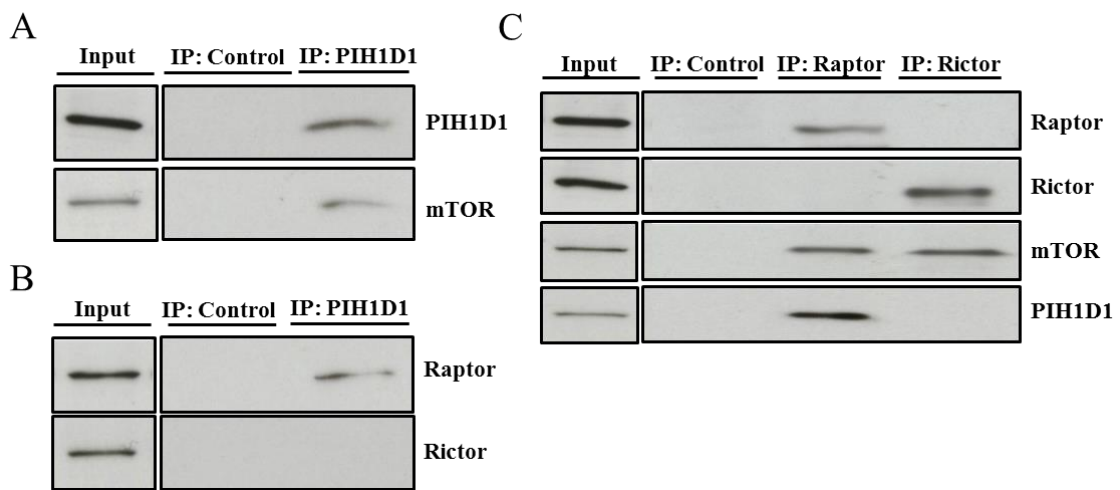 A
Input IP: Control IP: PIH1D1
PIH1D1
mTOR
B
Input IP: Control IP: PIH1D1
Raptor
Rictor
C
Input IP: Control IP: Raptor IP: Rictor
Raptor
Rictor
mTOR
PIH1D1